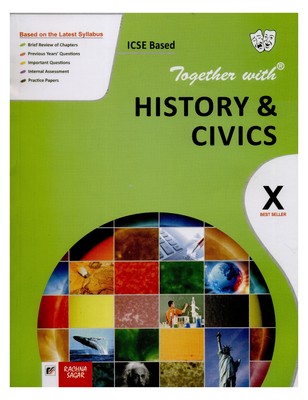 Based on the Latest Syllabus
Brief Review of Chapters
Previous Years' Questions
Important Questions
Internal Assessment
Practice Papers
ICSE Based
Together with®
HISTORY &
CIVICS
X
BEST SELLER
RACHNA
SAGAR